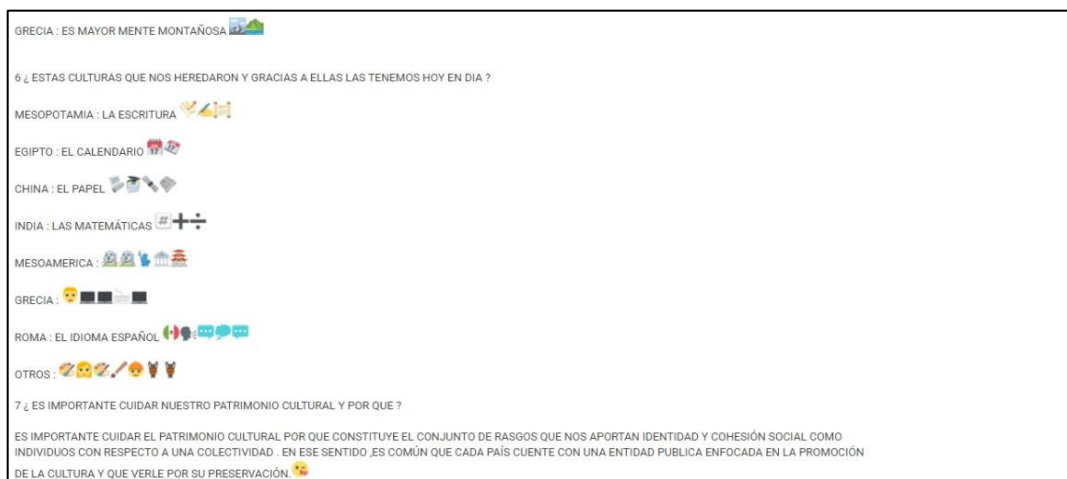 GRECIA : ES MAYOR MENTE MONTAÑOSA
6 ¿ ESTAS CULTURAS QUE NOS HEREDARON Y GRACIAS A ELLAS LAS TENEMOS HOY EN DIA ?
MESOPOTAMIA : LA ESCRITURA
EGIPTO : EL CALENDARIO
CHINA : EL PAPEL
INDIA : LAS MATEMÁTICAS
MESOAMERICA :
GRECIA :
ROMA : EL IDIOMA ESPAÑOL
OTROS :
7 ¿ ES IMPORTANTE CUIDAR NUESTRO PATRIMONIO CULTURAL Y POR QUE ?
ES IMPORTANTE CUIDAR EL PATRIMONIO CULTURAL POR QUE CONSTITUYE EL CONJUNTO DE RASGOS QUE NOS APORTAN IDENTIDAD Y COHESIÓN SOCIAL COMO
INDIVIDUOS CON RESPECTO A UNA COLECTIVIDAD . EN ESE SENTIDO ,ES COMÚN QUE CADA PAÍS CUENTE CON UNA ENTIDAD PUBLICA ENFOCADA EN LA PROMOCIÓN
DE LA CULTURA Y QUE VERLE POR SU PRESERVACIÓN.